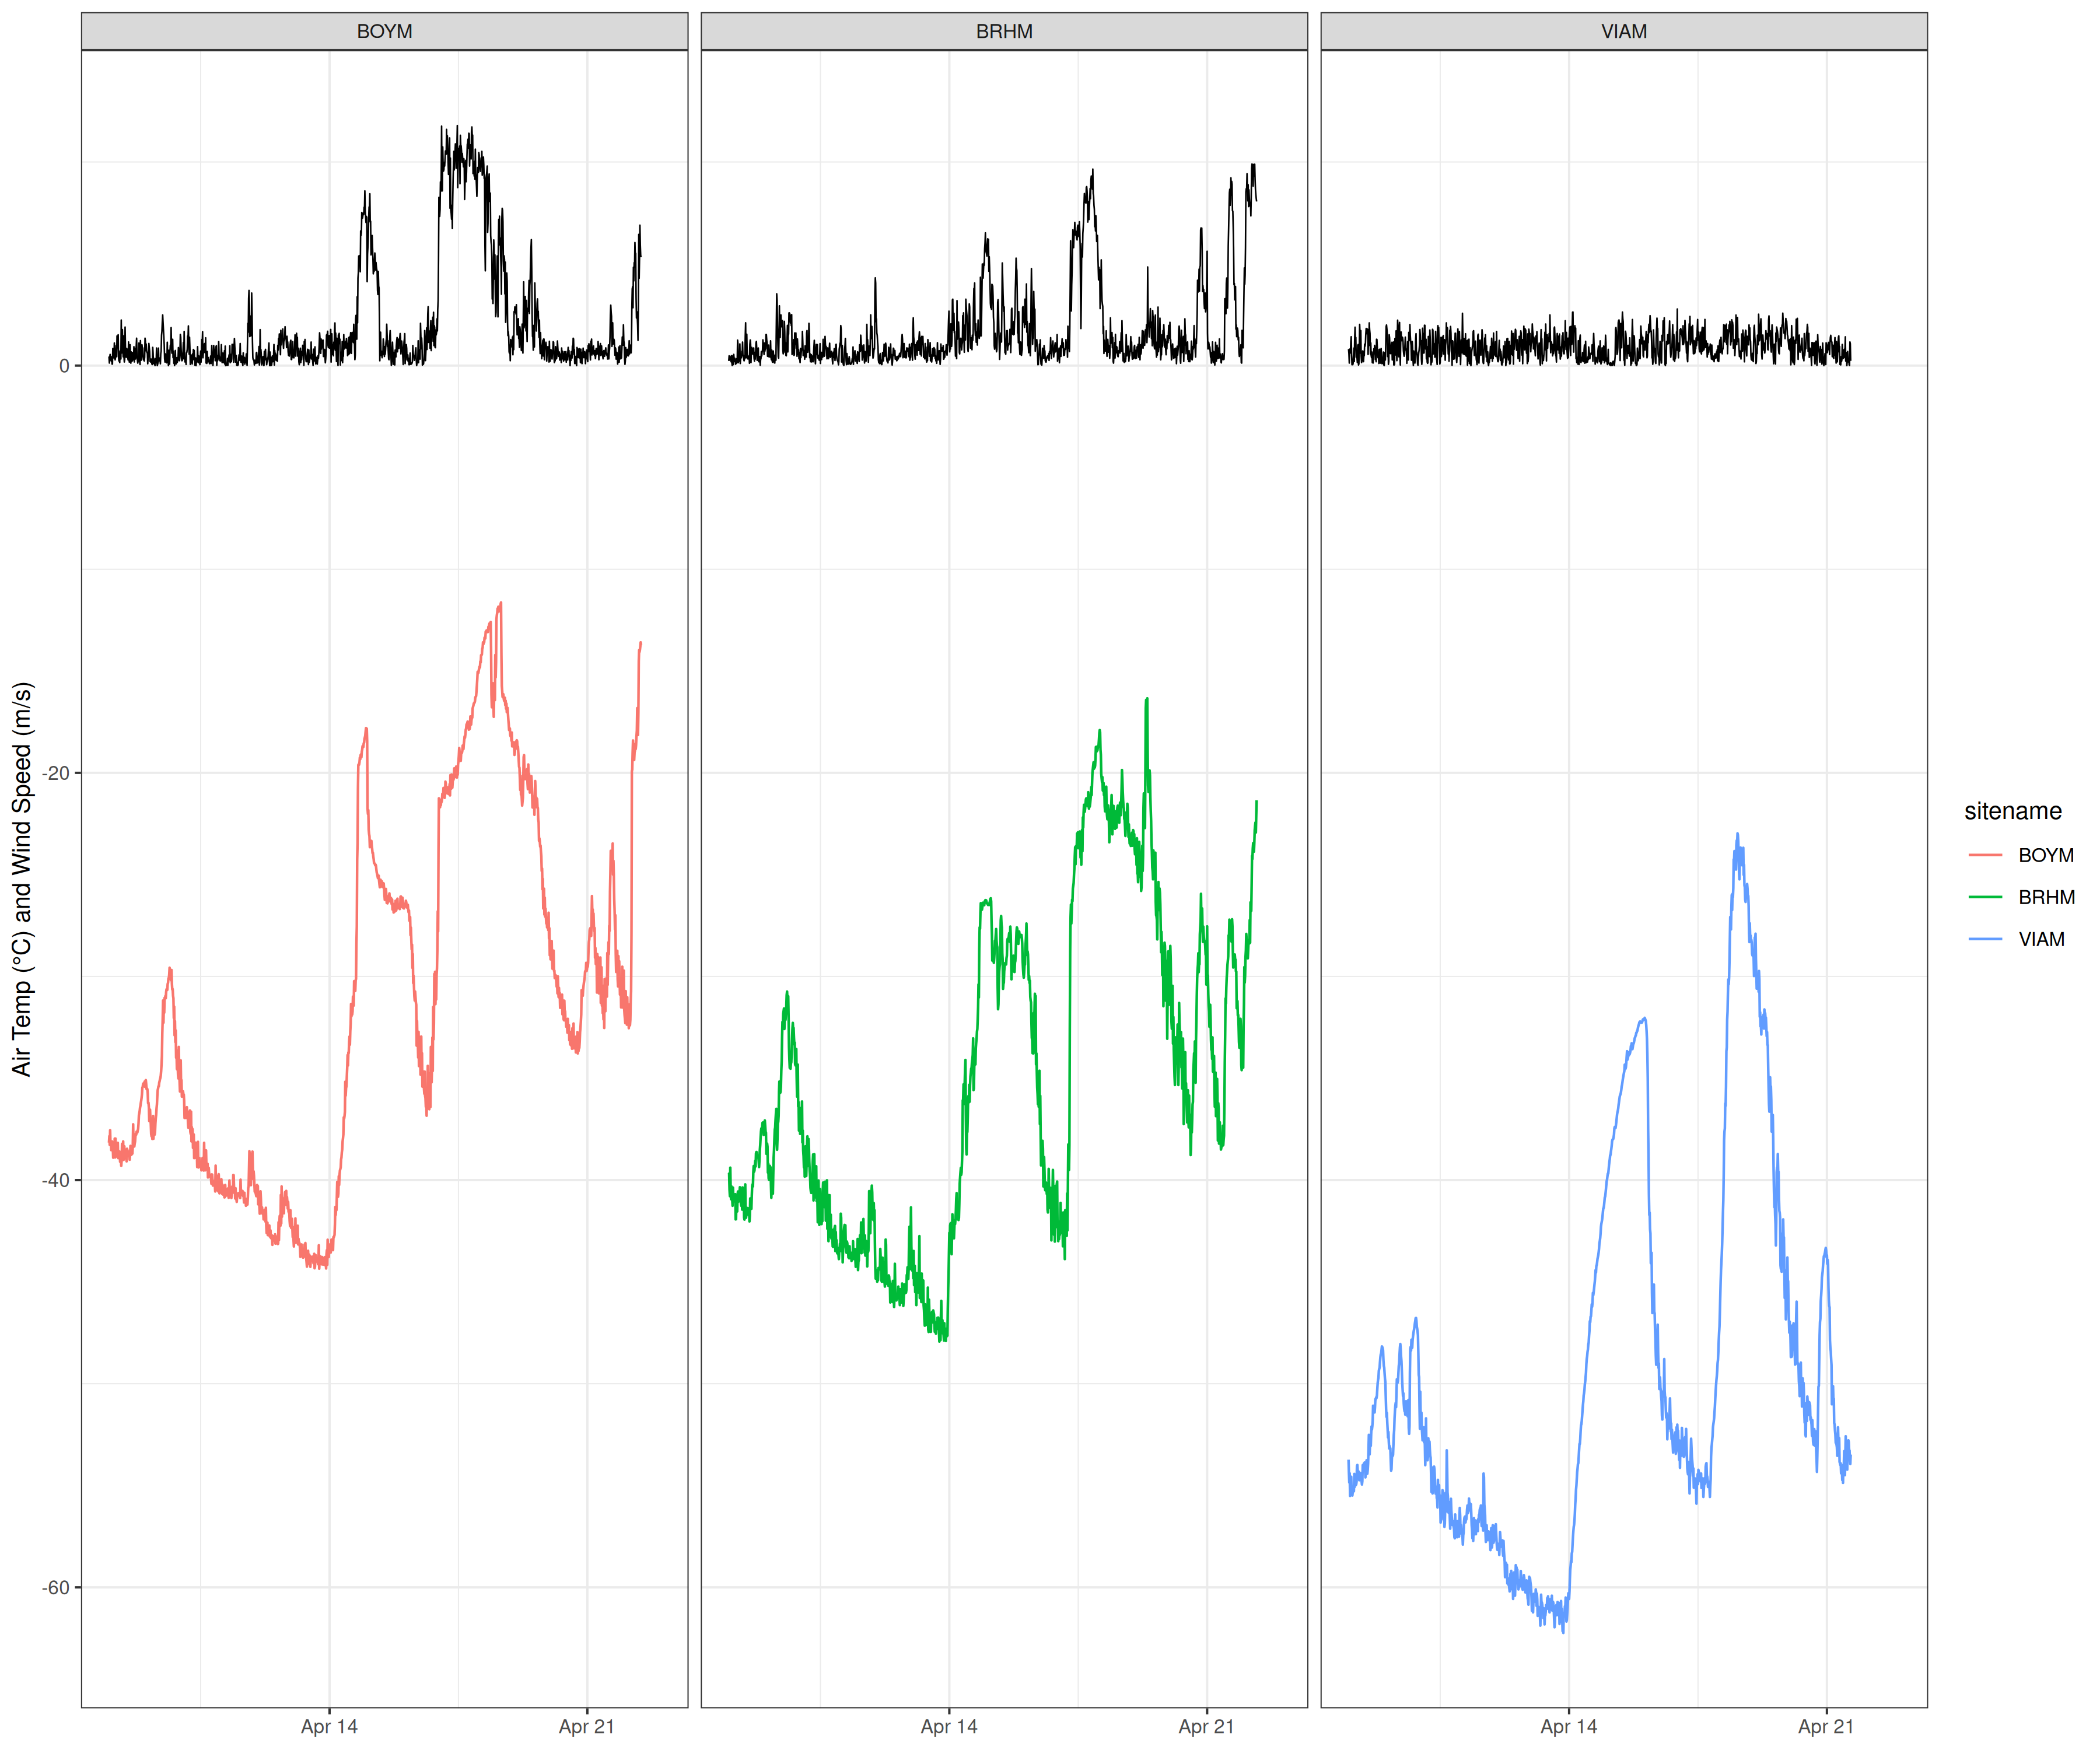 BOYM
BRHM
VIAM
Air Temp (°C) and Wind Speed (m/s)
0
-20
-40
-60
Apr 14
Apr 21
Apr 14
Apr 21
Apr 14
Apr 21
sitename
BOYM
BRHM
VIAM